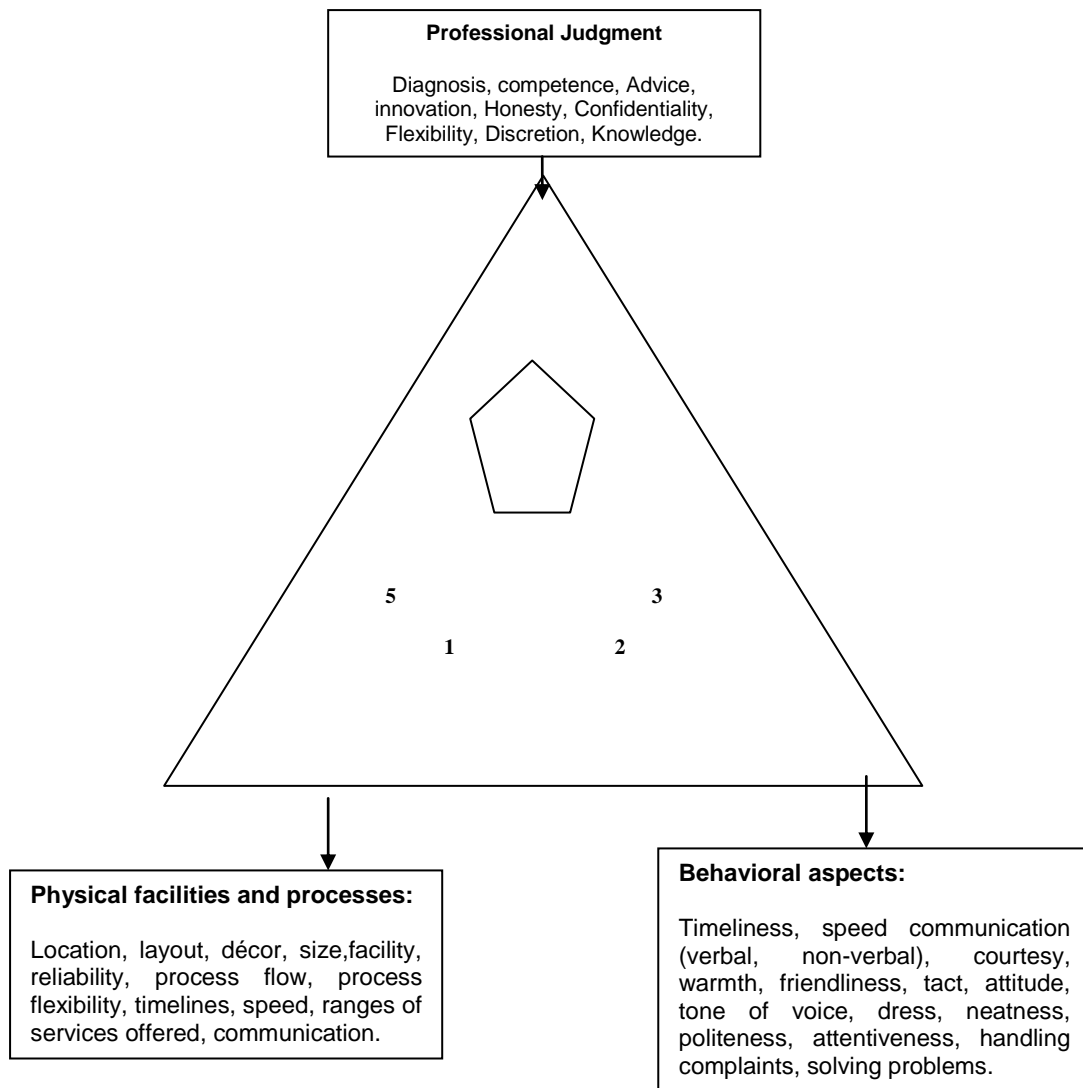 Professional Judgment
Diagnosis, competence, Advice,
innovation, Honesty, Confidentiality,
Flexibility, Discretion, Knowledge.
5 3
1 2
Physical facilities and processes:
Location, layout, décor, size,facility,
reliability, process flow, process
flexibility, timelines, speed, ranges of
services offered, communication.
Behavioral aspects:
Timeliness, speed communication
(verbal, non-verbal), courtesy,
warmth, friendliness, tact, attitude,
tone of voice, dress, neatness,
politeness, attentiveness, handling
complaints, solving problems.